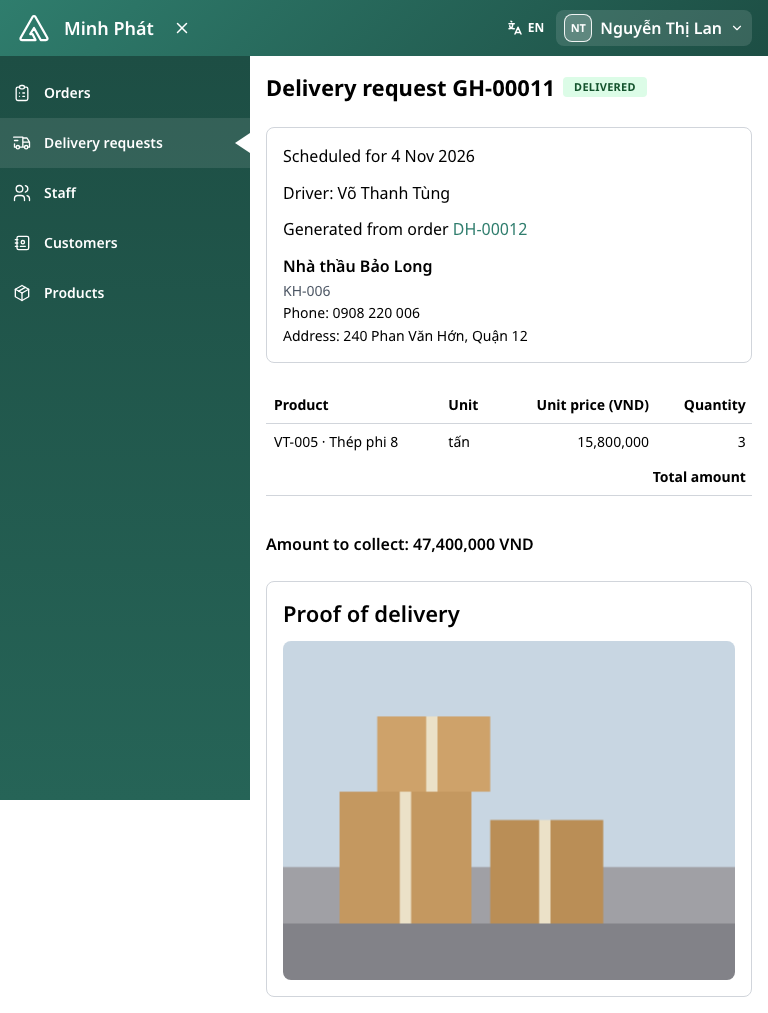 Minh Phát
EN
NT
Nguyễn Thị Lan
Orders
Delivery requests
Staff
Customers
Products
Delivery request GH-00011
DELIVERED
Scheduled for 4 Nov 2026
Driver: Võ Thanh Tùng
Generated from order DH-00012
Nhà thầu Bảo Long
KH-006
Phone: 0908 220 006
Address: 240 Phan Văn Hớn, Quận 12
Product Unit Unit price (VND) Quantity
VT-005 · Thép phi 8 tấn 15,800,000 3
Total amount
Amount to collect: 47,400,000 VND
Proof of delivery